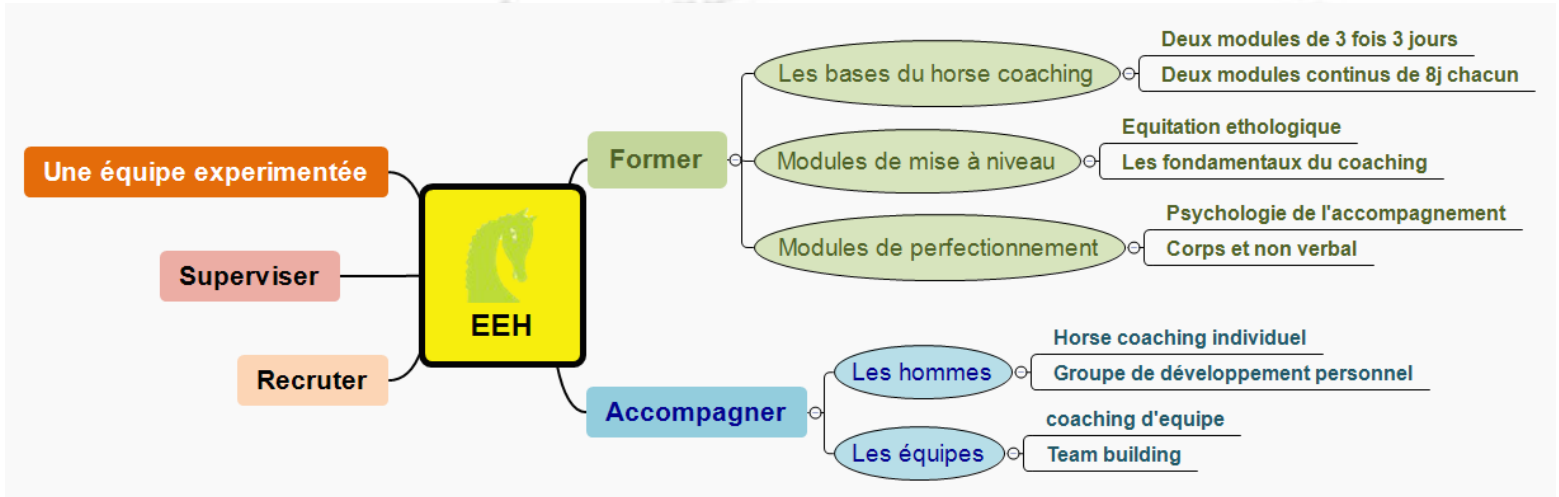 Une équipe experimentée
Superviser
Recruter
EEH
Former
Les bases du horse coaching
Deux modules de 3 fois 3 jours
Deux modules continus de 8j chacun
Modules de mise à niveau
Equitation ethologique
Les fondamentaux du coaching
Modules de perfectionnement
Psychologie de l'accompagnement
Corps et non verbal
Accompagner
Les hommes
Horse coaching individuel
Groupe de développement personnel
Les équipes
coaching d'equipe
Team building